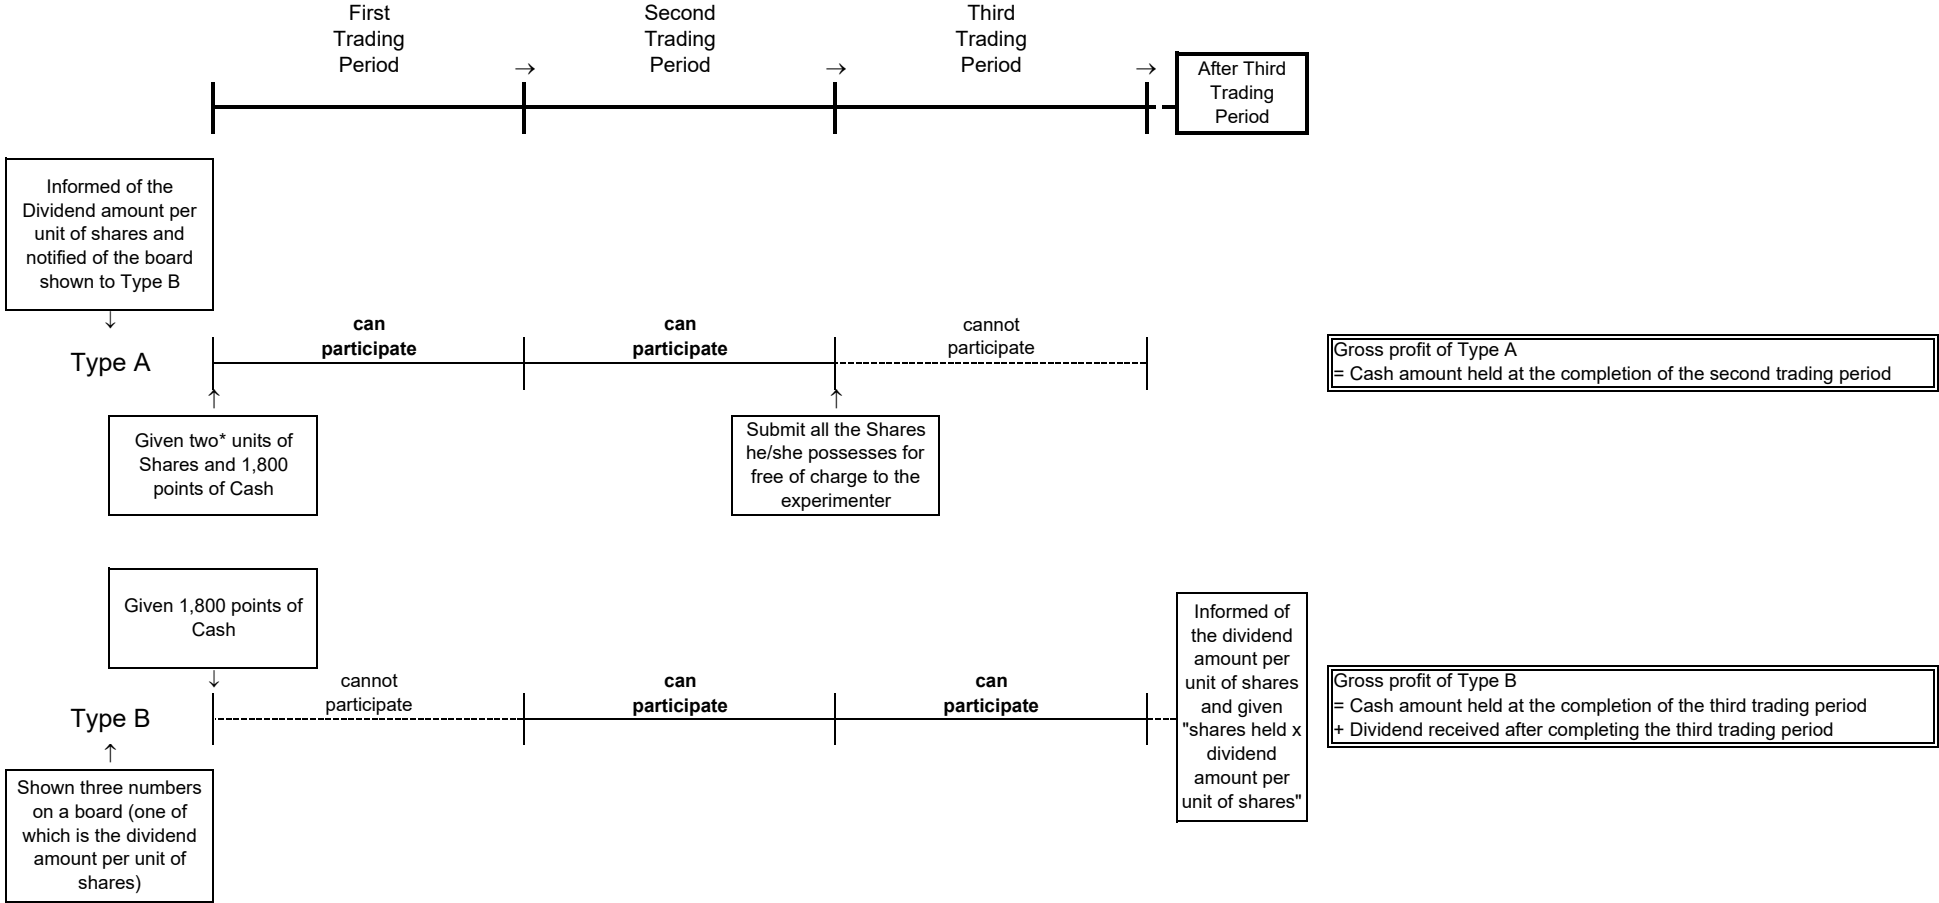 First
Trading
Period
Second
Trading
Period
Third
Trading
Period
→
→
→
After Third
Trading
Period
Informed of the
Dividend amount per
unit of shares and
notified of the board
shown to Type B
↓
Type A
can
participate
can
participate
cannot
participate
↑
Given two* units of
Shares and 1,800
points of Cash
↑
Submit all the Shares
he/she possesses for
free of charge to the
experimenter
Gross profit of Type A
= Cash amount held at the completion of the second trading period
Given 1,800 points of
Cash
↓
Type B
cannot
participate
can
participate
can
participate
↑
Shown three numbers
on a board (one of
which is the dividend
amount per unit of
shares)
Informed of
the dividend
amount per
unit of shares
and given
"shares held x
dividend
amount per
unit of shares"
Gross profit of Type B
= Cash amount held at the completion of the third trading period
+ Dividend received after completing the third trading period